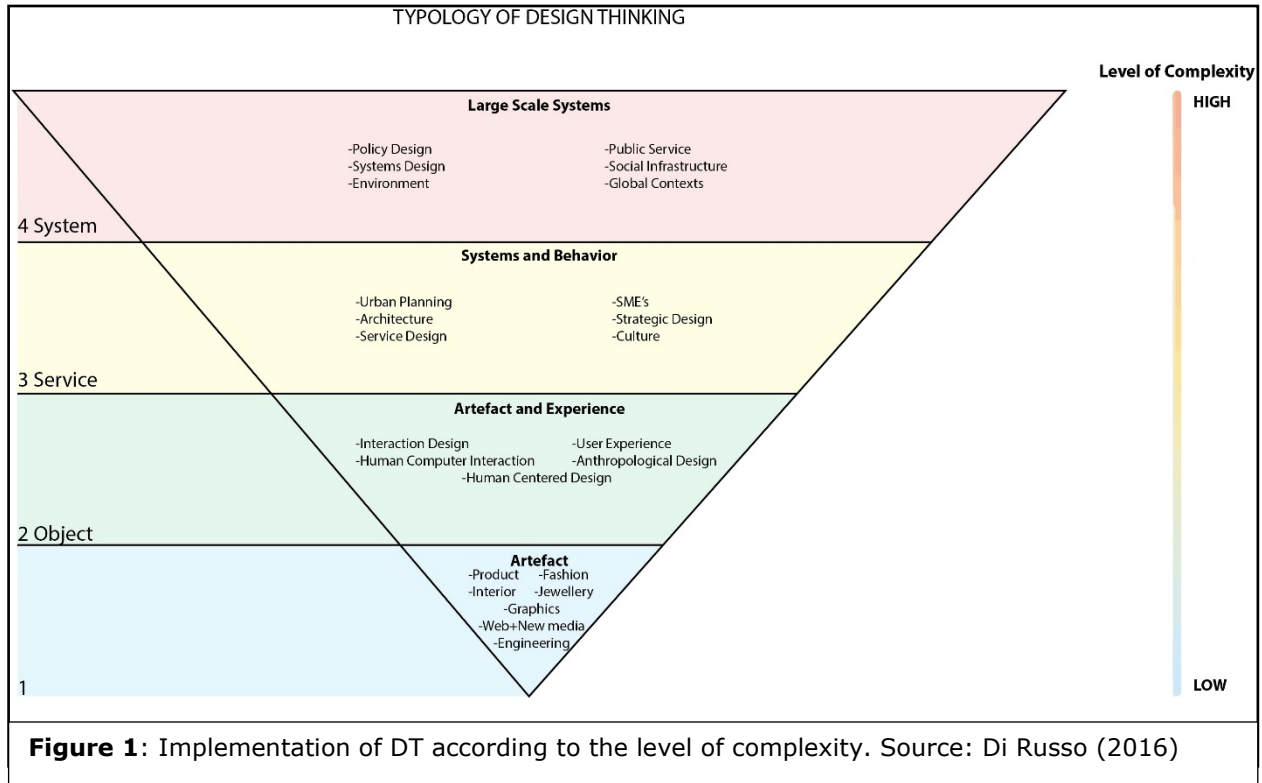 TYPOLOGY OF DESIGN THINKING
Level of Complexity
HIGH
Large Scale Systems
-Policy Design
-Systems Design
-Environment
-Public Service
-Social Infrastructure
-Global Contexts
4 System
Systems and Behavior
-Urban Planning
-Architecture
-Service Design
-SME's
-Strategic Design
-Culture
3 Service
Artefact and Experience
-Interaction Design -User Experience
-Human Computer Interaction -Anthropological Design
-Human Centered Design
2 Object
Artefact
-Product -Fashion
-Interior -Jewellery
-Graphics
-Web+New media
-Engineering
1
LOW
Figure 1: Implementation of DT according to the level of complexity. Source: Di Russo (2016)